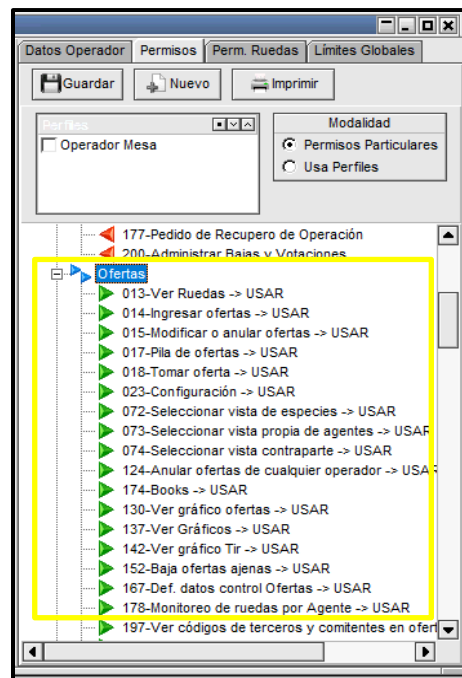 Datos Operador Permisos Perm. Ruedas Límites Globales
Guardar Nuevo Imprimir
Perfiles
Operador Mesa
Modalidad
Permisos Particulares
Usa Perfiles
177-Pedido de Recupero de Operación
200-Administrar Bajas y Votaciones
Ofertas
013-Ver Ruedas -> USAR
014-Ingresar ofertas -> USAR
015-Modificar o anular ofertas -> USAR
017-Pila de ofertas -> USAR
018-Tomar oferta -> USAR
023-Configuración -> USAR
072-Seleccionar vista de especies -> USAR
073-Seleccionar vista propia de agentes -> USAR
074-Seleccionar vista contraparte -> USAR
124-Anular ofertas de cualquier operador -> USAR
174-Books -> USAR
130-Ver gráfico ofertas -> USAR
137-Ver Gráficos -> USAR
142-Ver gráfico Tir -> USAR
152-Baja ofertas ajenas -> USAR
167-Def. datos control Ofertas -> USAR
178-Monitoreo de ruedas por Agente -> USAR
197-Ver códigos de terceros y comitentes en ofert